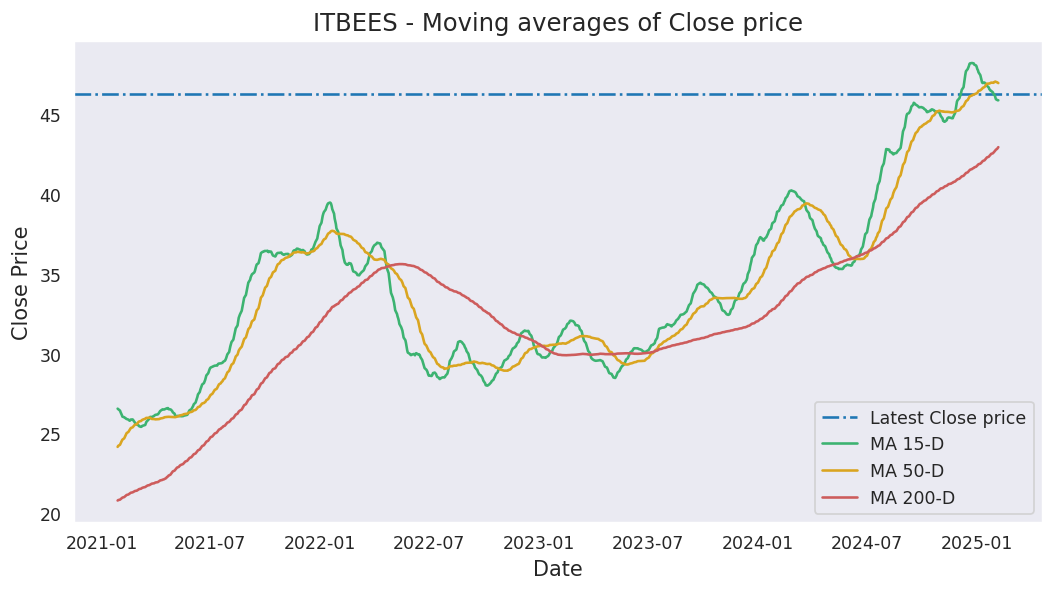 ITBEES - Moving averages of Close price
Close Price
45
40
35
30
25
20
Latest Close price
MA 15-D
MA 50-D
MA 200-D
2021-01 2021-07 2022-01 2022-07 2023-01 2023-07 2024-01 2024-07 2025-01
Date